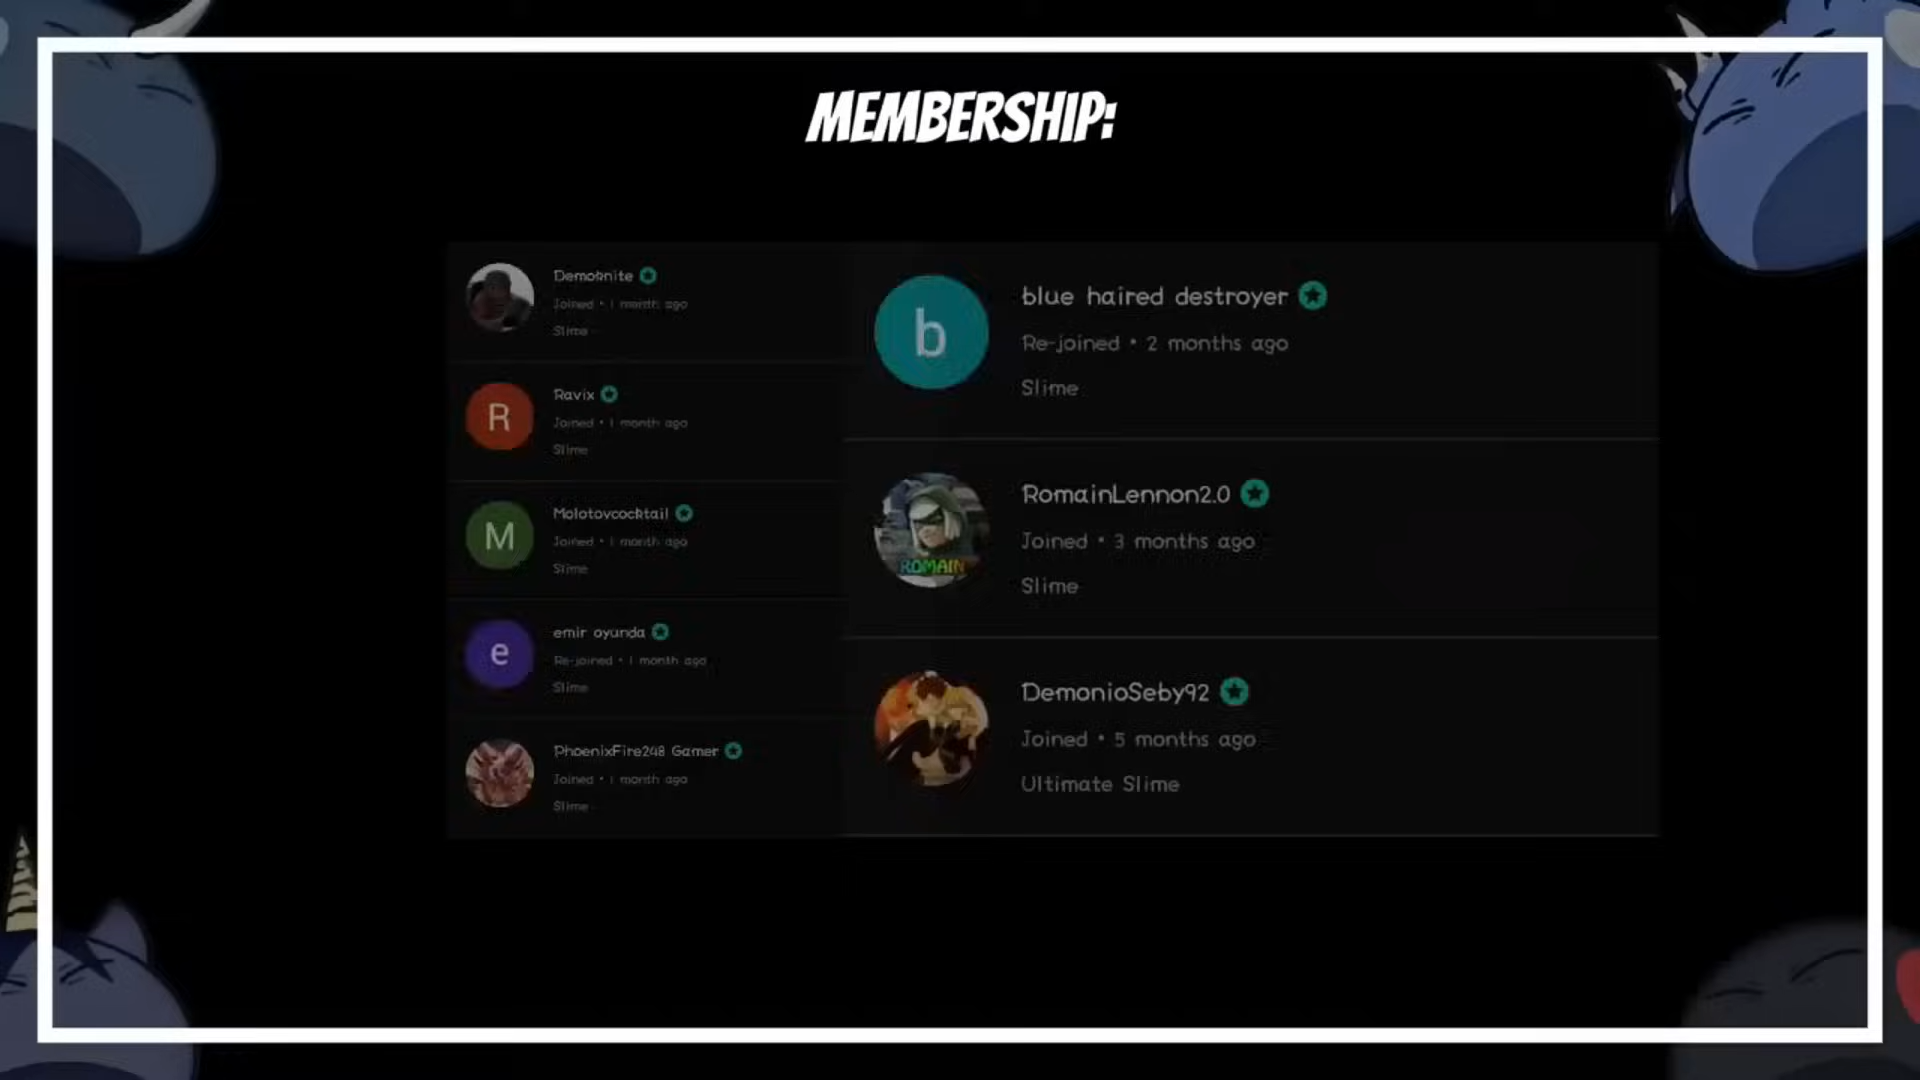 MEMBERSHIP:
Demoknite
Joined • 1 month ago
Slime
R
Ravix
Joined • 1 month ago
Slime
M
Molotovcocktail
Joined • 1 month ago
Slime
e
emir oyunda
Re-joined • 1 month ago
Slime
PhoenixFire248 Gamer
Joined • 1 month ago
Slime
b
blue haired destroyer
Re-joined • 2 months ago
Slime
ROMAIN
RomainLennon2.0
Joined • 3 months ago
Slime
DemonioSeby92
Joined • 5 months ago
Ultimate Slime